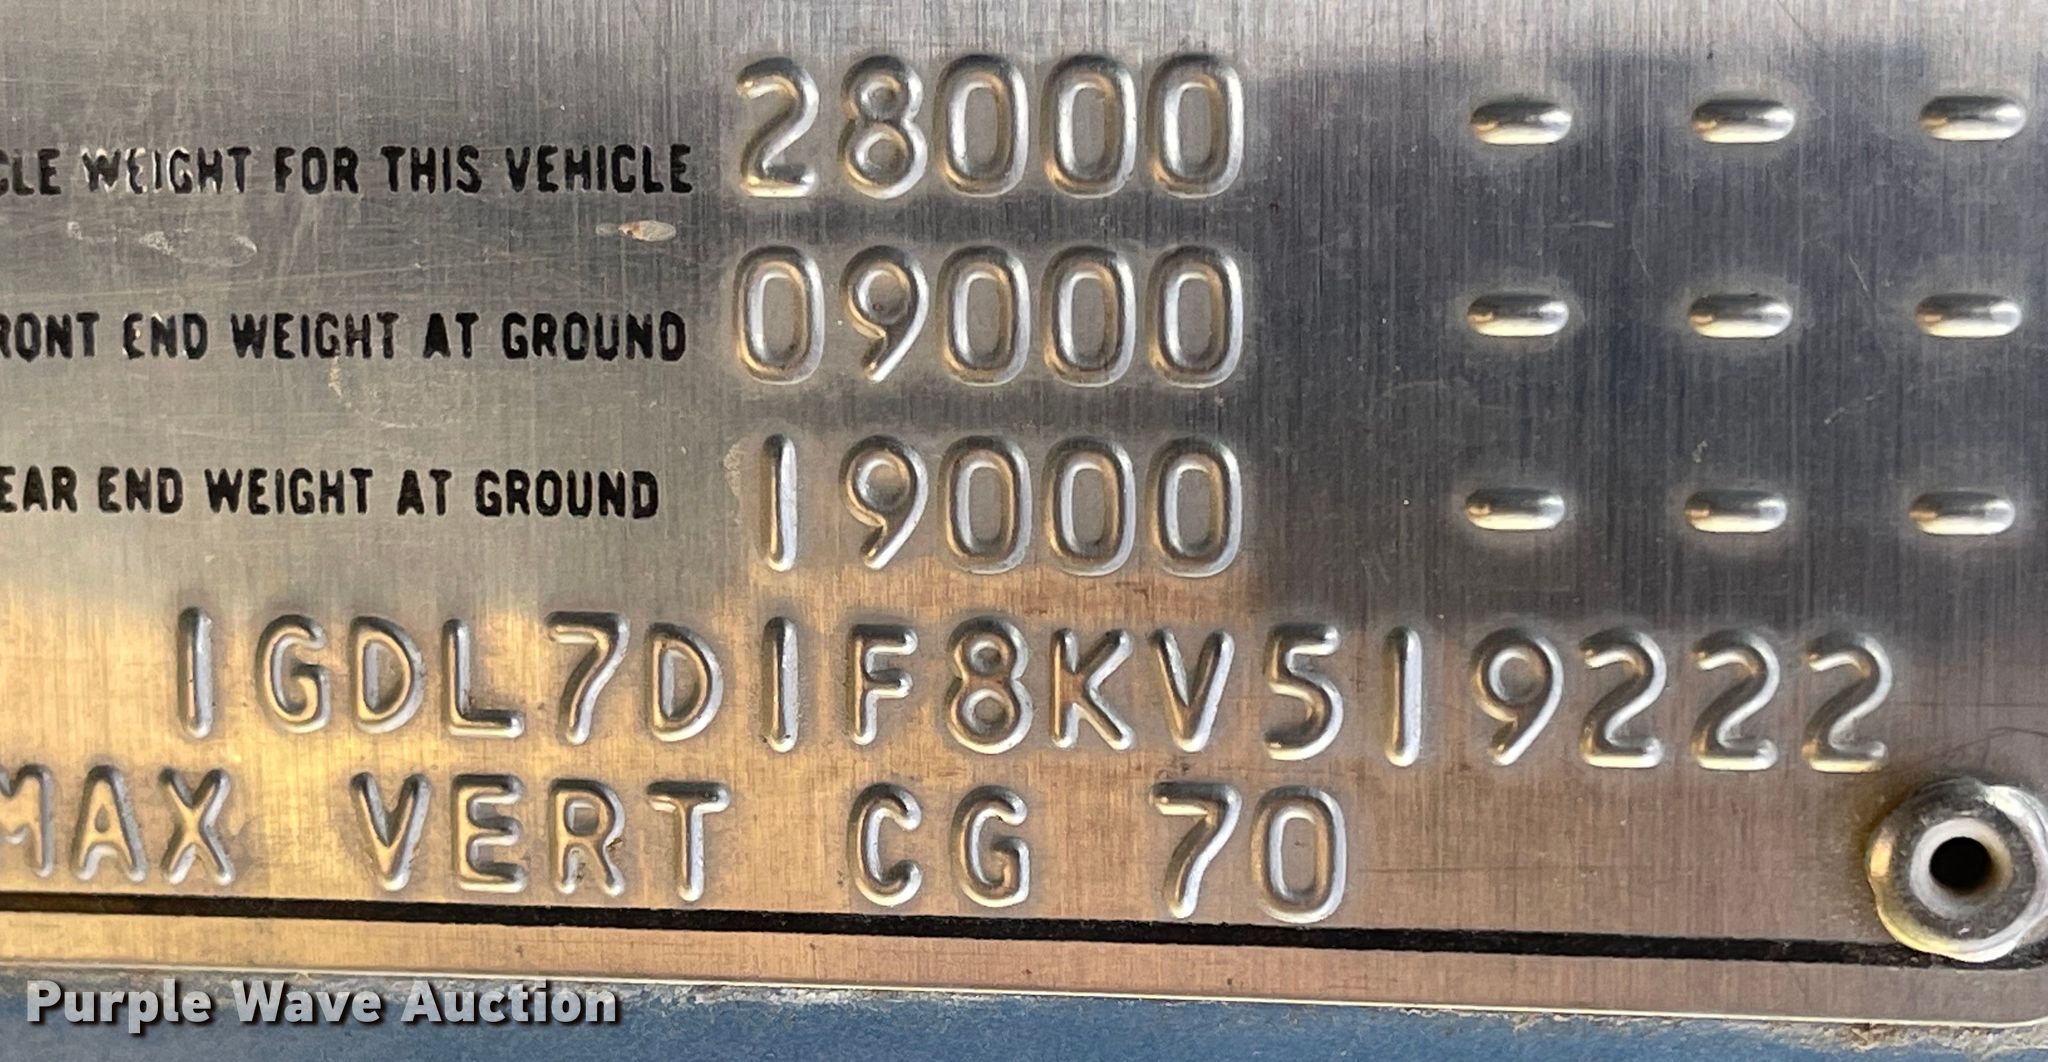 CLE WEIGHT FOR THIS VEHICLE 28000 - - -
RONT END WEIGHT AT GROUND 09000 - - -
EAR END WEIGHT AT GROUND 19000 - - -
1GDL7D1F8KV519222
MAX VERT CG 70
Purple Wave Auction